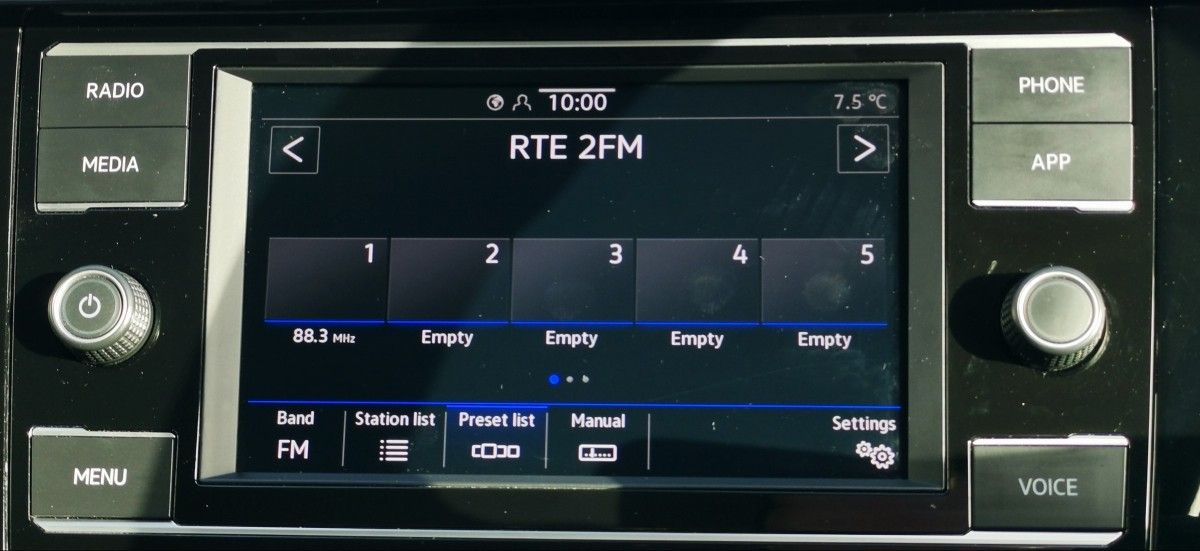 RADIO
MEDIA
MENU
10:00
7.5 °C
< RTE 2FM >
1 2 3 4 5
88.3 MHz Empty Empty Empty Empty
Band Station list Preset list Manual Settings
FM
PHONE
APP
VOICE